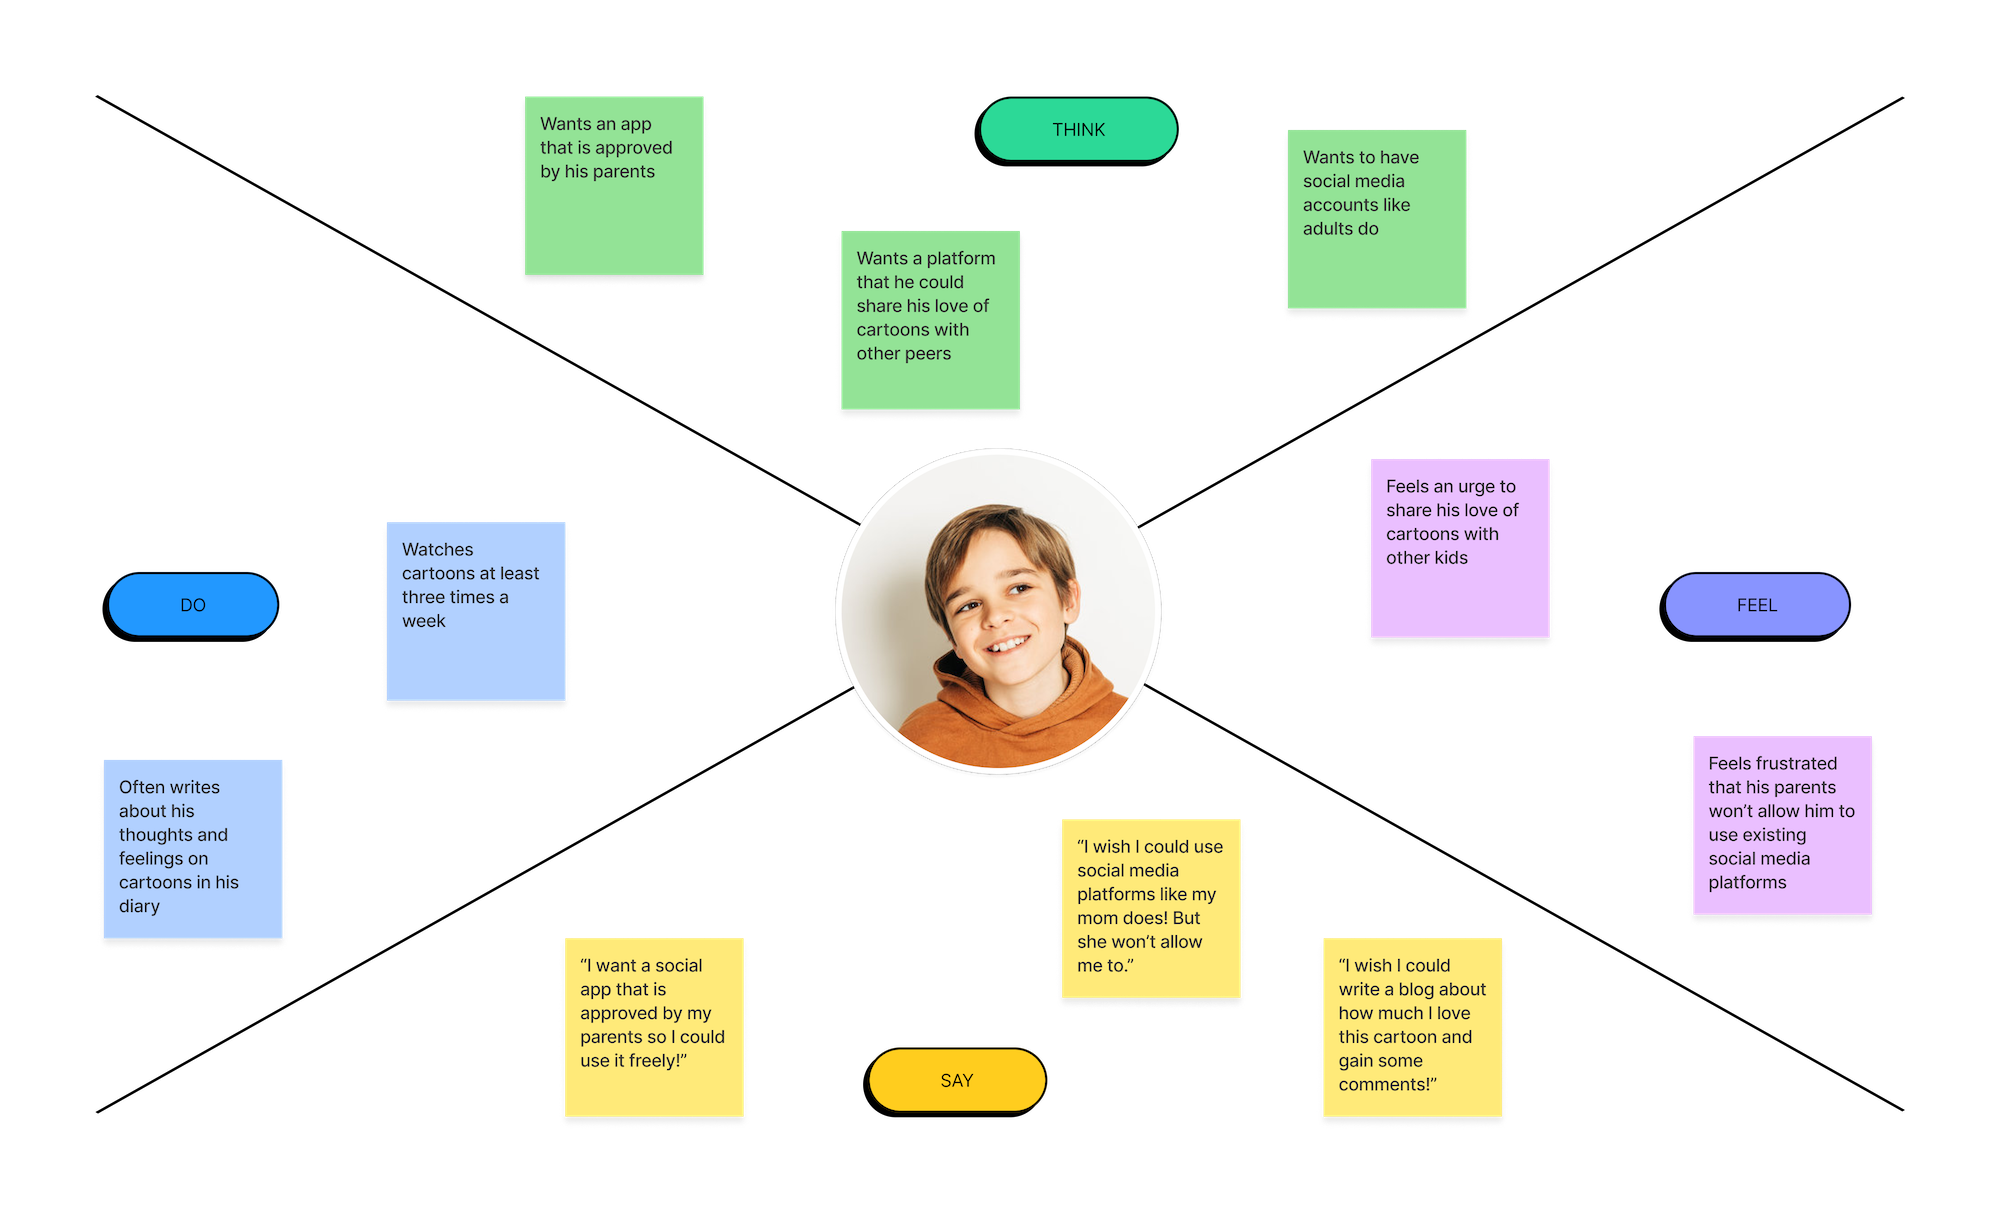 THINK
Wants an app
that is approved
by his parents
Wants a platform
that he could
share his love of
cartoons with
other peers
Wants to have
social media
accounts like
adults do
DO
Watches
cartoons at least
three times a
week
Often writes
about his
thoughts and
feelings on
cartoons in his
diary
FEEL
Feels an urge to
share his love of
cartoons with
other kids
Feels frustrated
that his parents
won’t allow him to
use existing
social media
platforms
SAY
“I want a social
app that is
approved by my
parents so I could
use it freely!”
“I wish I could use
social media
platforms like my
mom does! But
she won’t allow
me to.”
“I wish I could
write a blog about
how much I love
this cartoon and
gain some
comments!”